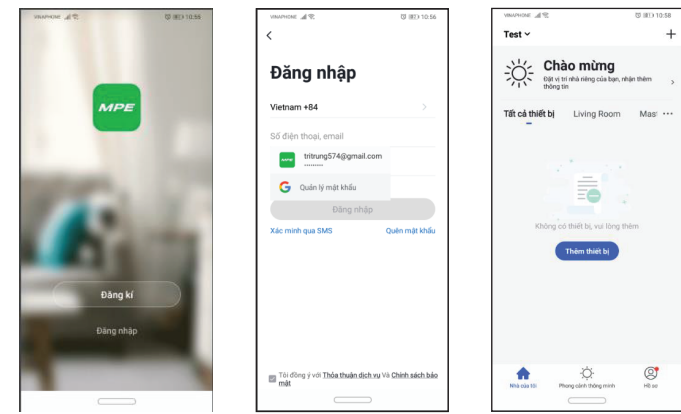 VINAPHONE
10:55
MPE
Đăng kí
Đăng nhập
VINAPHONE
10:56
Đăng nhập
Vietnam +84
Số điện thoại, email
MPE
tritrung574@gmail.com
••••••••
Quản lý mật khẩu
Đăng nhập
Xác minh qua SMS
Quên mật khẩu
Tôi đồng ý với Thỏa thuận dịch vụ Và Chính sách bảo
mật
VINAPHONE
10:58
Test
Chào mừng
Đặt vị trí nhà riêng của bạn, nhận thêm
thông tin
Tất cả thiết bị
Living Room
Mas
Không có thiết bị, vui lòng thêm
Thêm thiết bị
Nhà của tôi
Phong cảnh thông minh
Hồ sơ